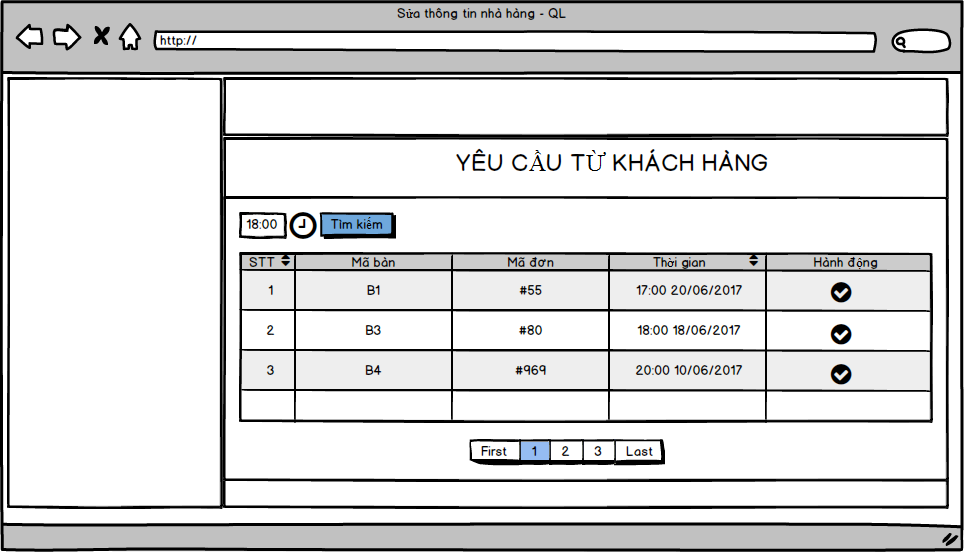 Sửa thông tin nhà hàng - QL
http://
YÊU CẦU TỪ KHÁCH HÀNG
18:00 Tìm kiếm
STT Mã bàn Mã đơn Thời gian Hành động
1 B1 #55 17:00 20/06/2017
2 B3 #80 18:00 18/06/2017
3 B4 #969 20:00 10/06/2017
First 1 2 3 Last